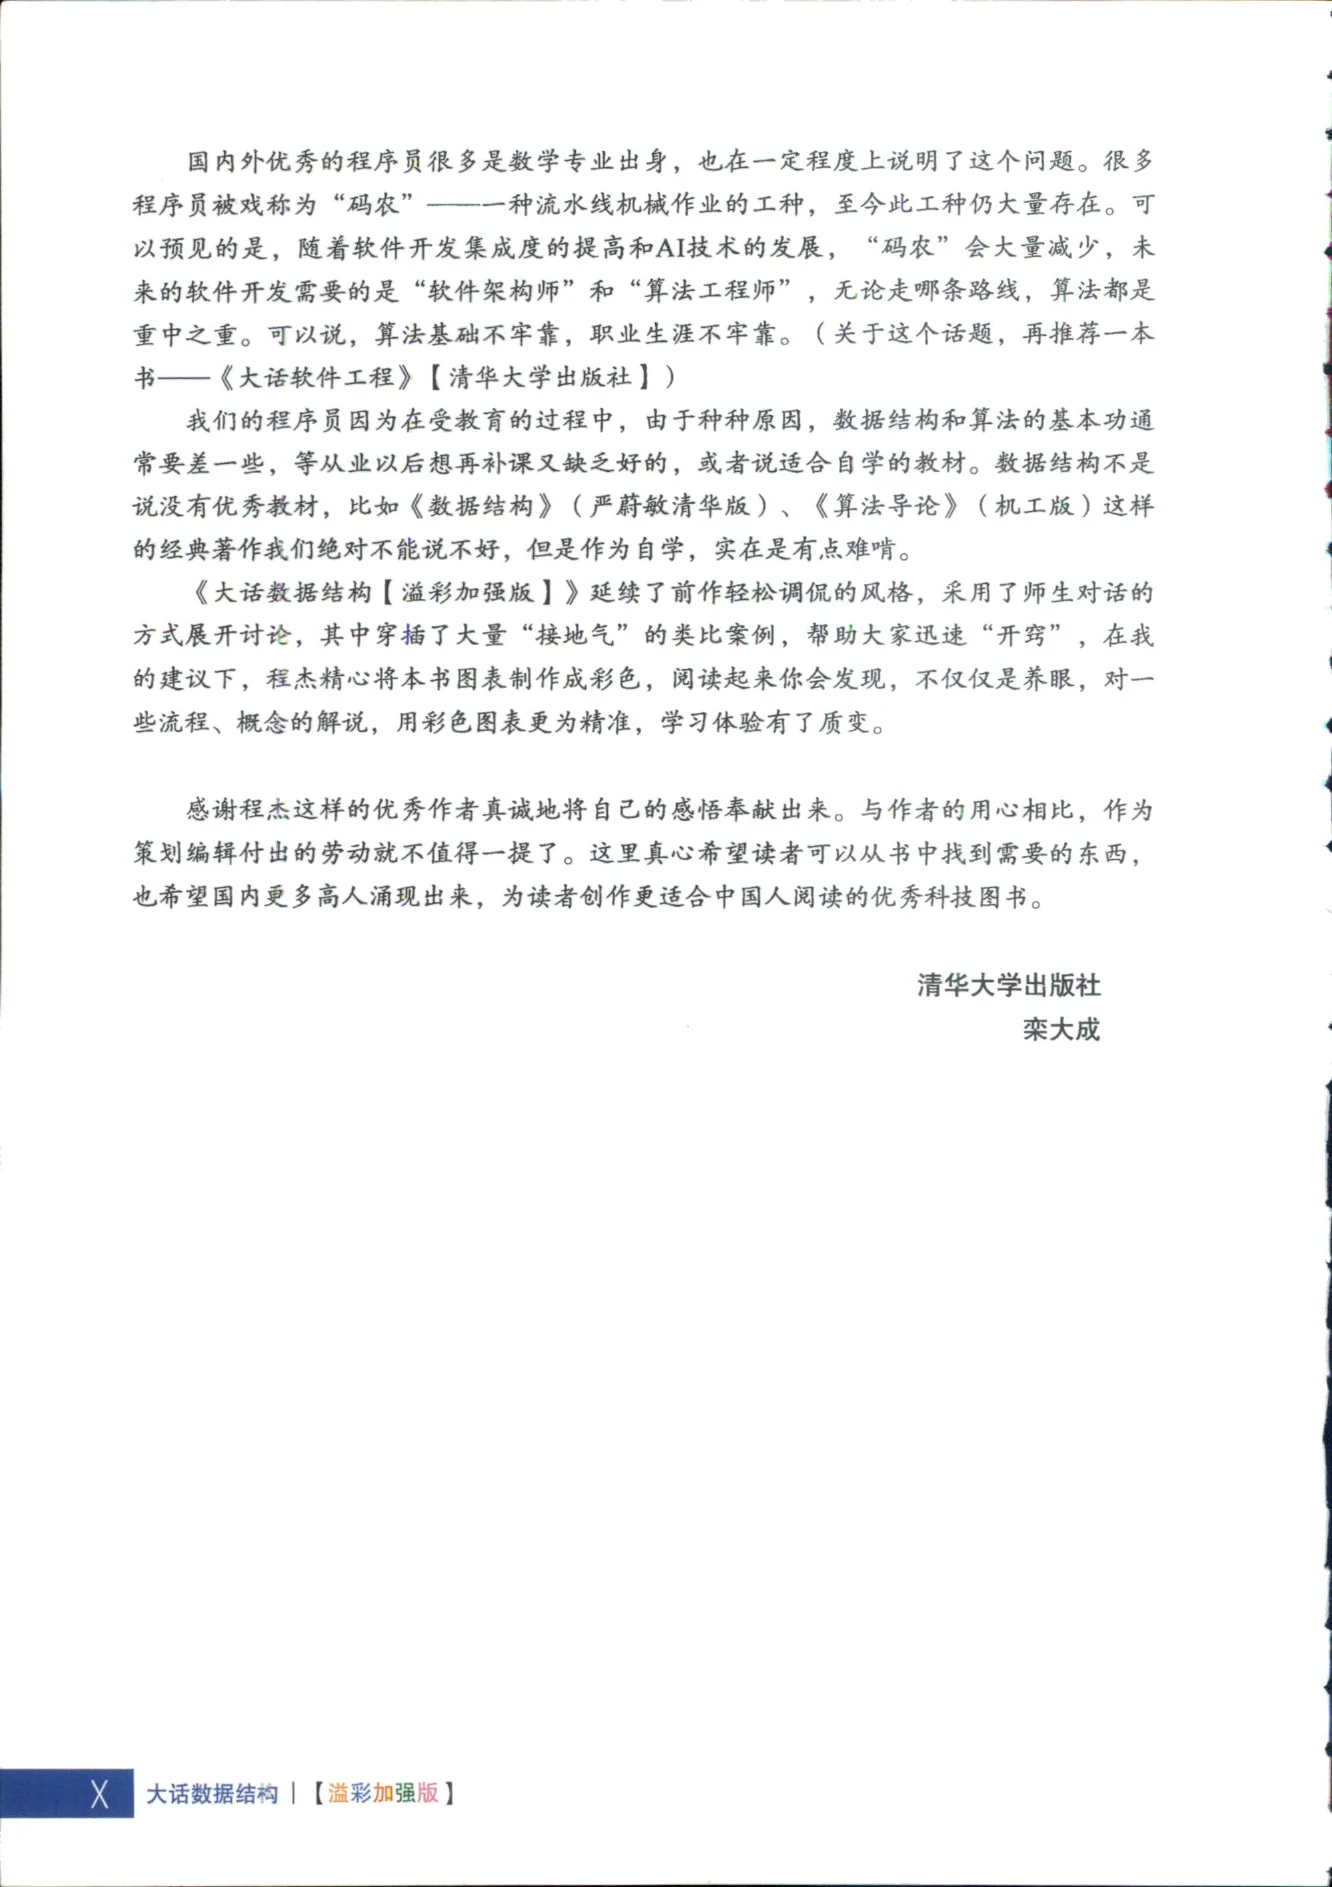 国内外优秀的程序员很多是数学专业出身，也在一定程度上说明了这个问题。很多
程序员被戏称为“码农”———一种流水线机械作业的工种，至今此工种仍大量存在。可
以预见的是，随着软件开发集成度的提高和AI技术的发展，“码农”会大量减少，未
来的软件开发需要的是“软件架构师”和“算法工程师”，无论走哪条路线，算法都是
重中之重。可以说，算法基础不牢靠，职业生涯不牢靠。（关于这个话题，再推荐一本
书——《大话软件工程》【清华大学出版社】）
我们的程序员因为在受教育的过程中，由于种种原因，数据结构和算法的基本功通
常要差一些，等从业以后想再补课又缺乏好的，或者说适合自学的教材。数据结构不是
说没有优秀教材，比如《数据结构》（严蔚敏清华版）、《算法导论》（机工版）这样
的经典著作我们绝对不能说不好，但是作为自学，实在是有点难啃。
《大话数据结构【溢彩加强版】》延续了前作轻松调侃的风格，采用了师生对话的
方式展开讨论，其中穿插了大量“接地气”的类比案例，帮助大家迅速“开窍”，在我
的建议下，程杰精心将本书图表制作成彩色，阅读起来你会发现，不仅仅是养眼，对一
些流程、概念的解说，用彩色图表更为精准，学习体验有了质变。
感谢程杰这样的优秀作者真诚地将自己的感悟奉献出来。与作者的用心相比，作为
策划编辑付出的劳动就不值得一提了。这里真心希望读者可以从书中找到需要的东西，
也希望国内更多高人涌现出来，为读者创作更适合中国人阅读的优秀科技图书。
清华大学出版社
栾大成
X 大话数据结构 | 【溢彩加强版】